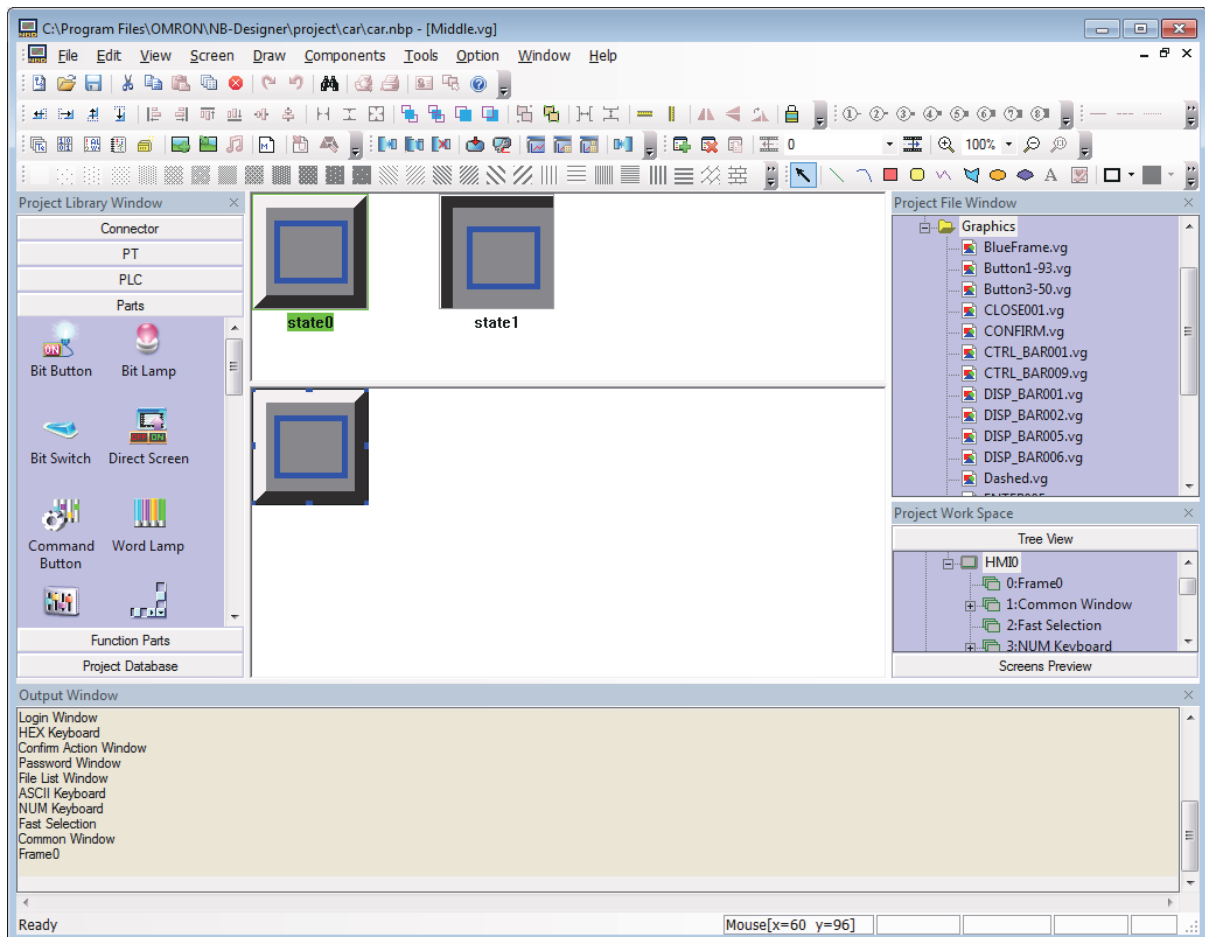 C:\Program Files\OMRON\NB-Designer\project\car\car.nbp - [Middle.vg]
File Edit View Screen Draw Components Tools Option Window Help
0 100%
A
Project Library Window
Connector
PT
PLC
Parts
Bit Button Bit Lamp
Bit Switch Direct Screen
Command Button Word Lamp
Function Parts
Project Database
state0 state1
Project File Window
Graphics
BlueFrame.vg
Button1-93.vg
Button3-50.vg
CLOSE001.vg
CONFIRM.vg
CTRL_BAR001.vg
CTRL_BAR009.vg
DISP_BAR001.vg
DISP_BAR002.vg
DISP_BAR005.vg
DISP_BAR006.vg
Dashed.vg
Project Work Space
Tree View
HMI0
0:Frame0
1:Common Window
2:Fast Selection
3:NUM Keyboard
Screens Preview
Output Window
Login Window
HEX Keyboard
Confirm Action Window
Password Window
File List Window
ASCII Keyboard
NUM Keyboard
Fast Selection
Common Window
Frame0
Ready
Mouse[x=60 y=96]